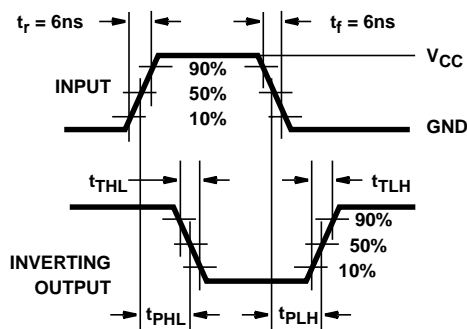 tr = 6ns
tf = 6ns
VCC
90%
INPUT
50%
10%
GND
tTHL
tTLH
90%
50%
INVERTING
OUTPUT
10%
tPHL
tPLH